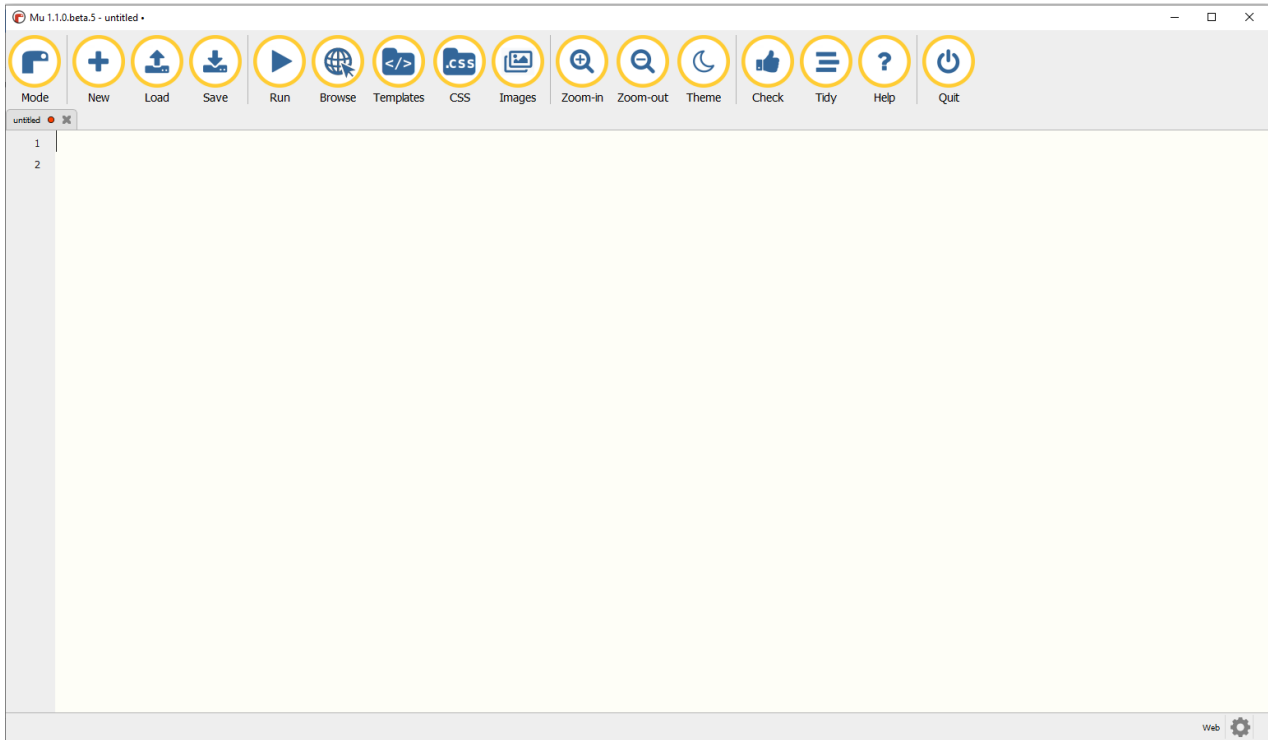 Mu 1.1.0.beta.5 - untitled •
</> .css ?
Mode New Load Save Run Browse Templates CSS Images Zoom-in Zoom-out Theme Check Tidy Help Quit
untitled
1
2
Web